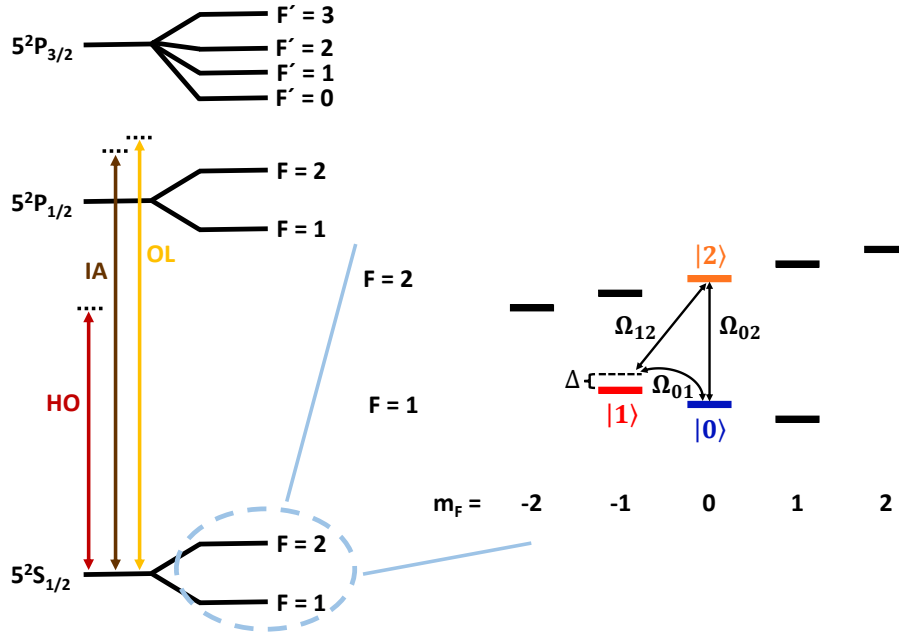 F´ = 3
5²P₃/₂
F´ = 2
F´ = 1
F´ = 0
F = 2
5²P₁/₂
F = 1
OL
IA
HO
F = 2
|2⟩
Ω₁₂
Ω₀₂
Δ
Ω₀₁
F = 1
|1⟩
|0⟩
m_F = -2 -1 0 1 2
F = 2
5²S₁/₂
F = 1